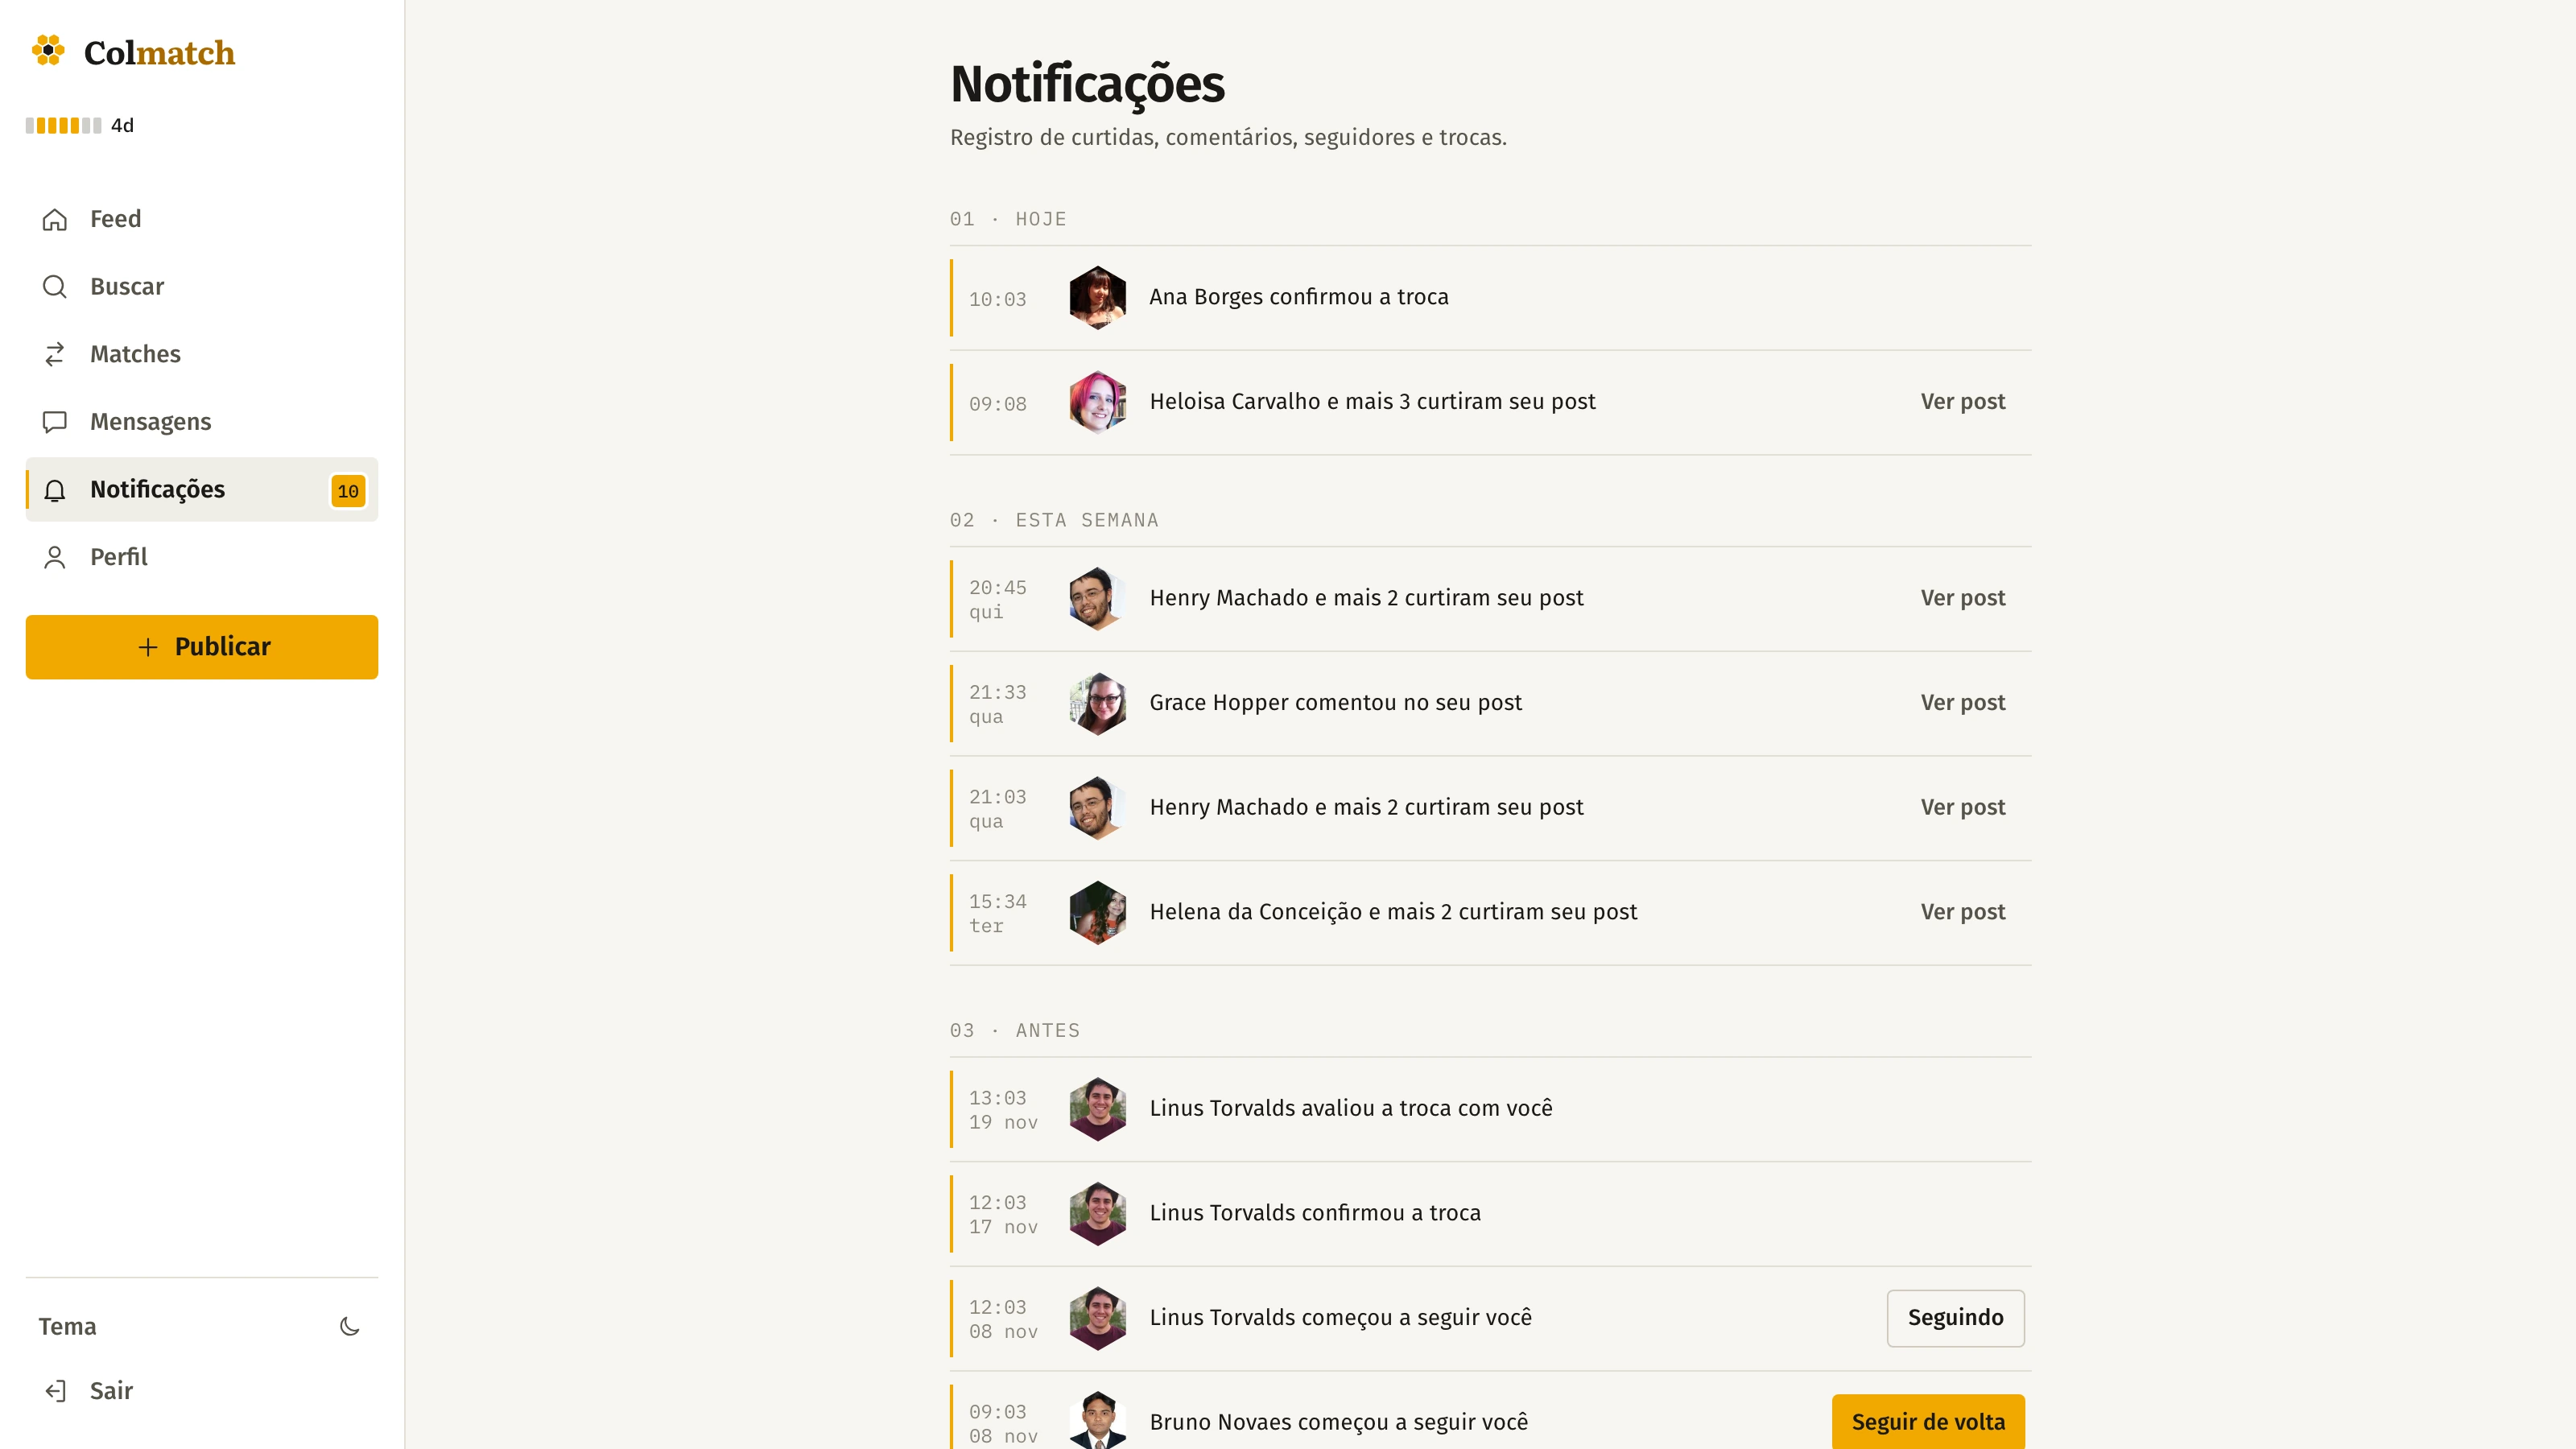 Colmatch
4d
Feed
Buscar
Matches
Mensagens
Notificações
10
Perfil
+ Publicar
Tema
Sair
Notificações
Registro de curtidas, comentários, seguidores e trocas.
01 · HOJE
10:03
Ana Borges confirmou a troca
09:08
Heloisa Carvalho e mais 3 curtiram seu post
Ver post
02 · ESTA SEMANA
20:45
qui
Henry Machado e mais 2 curtiram seu post
Ver post
21:33
qua
Grace Hopper comentou no seu post
Ver post
21:03
qua
Henry Machado e mais 2 curtiram seu post
Ver post
15:34
ter
Helena da Conceição e mais 2 curtiram seu post
Ver post
03 · ANTES
13:03
19 nov
Linus Torvalds avaliou a troca com você
12:03
17 nov
Linus Torvalds confirmou a troca
12:03
08 nov
Linus Torvalds começou a seguir você
Seguindo
09:03
08 nov
Bruno Novaes começou a seguir você
Seguir de volta